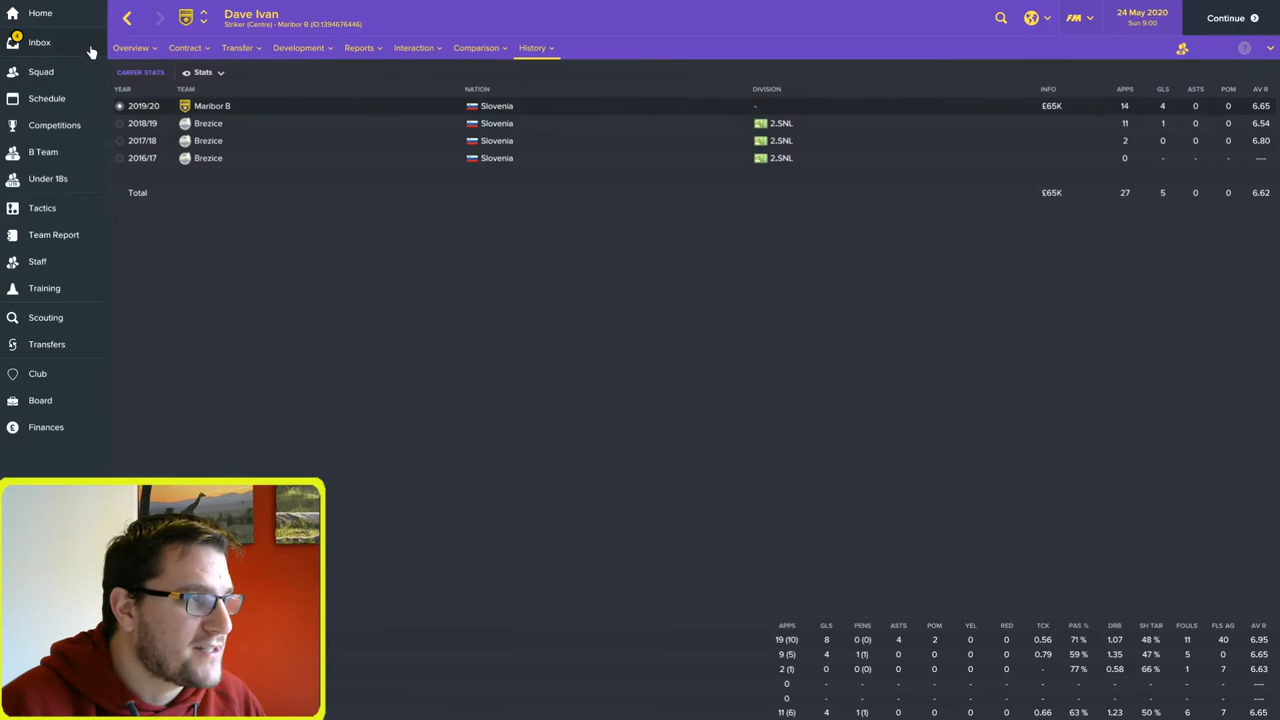 Home
Inbox
4
Squad
Schedule
Competitions
B Team
Under 18s
Tactics
Team Report
Staff
Training
Scouting
Transfers
Club
Board
Finances
Dave Ivan
Striker (Centre) - Maribor B (ID:1394676446)
FM
24 May 2020
Sun 9:00
Continue
Overview Contract Transfer Development Reports Interaction Comparison History
CAREER STATS Stats
YEAR TEAM NATION DIVISION INFO APPS GLS ASTS POM AV R
2019/20 Maribor B Slovenia - £65K 14 4 0 0 6.65
2018/19 Brezice Slovenia 2.SNL 11 1 0 0 6.54
2017/18 Brezice Slovenia 2.SNL 2 0 0 0 6.80
2016/17 Brezice Slovenia 2.SNL 0 - - - ----
Total £65K 27 5 0 0 6.62
APPS GLS PENS ASTS POM YEL RED TCK PAS % DRB SH TAR FOULS FLS AG AV R
19 (10) 8 0 (0) 4 2 0 0 0.56 71 % 1.07 48 % 11 40 6.95
9 (5) 4 1 (1) 0 0 0 0 0.79 59 % 1.35 47 % 5 0 6.65
2 (1) 0 0 (0) 0 0 0 0 - 77 % 0.58 66 % 1 7 6.63
0 - - - - - - - - - - - - ----
0 - - - - - - - - - - - - ----
11 (6) 4 1 (1) 0 0 0 0 0.66 63 % 1.23 50 % 6 7 6.65